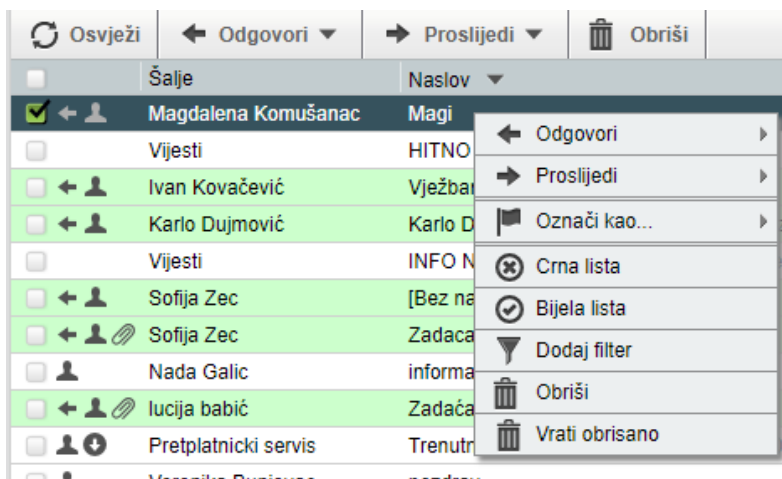 Osvježi Odgovori Proslijedi Obriši
Šalje Naslov
Magdalena Komušanac Magi
Vijesti HITNO
Ivan Kovačević Vježba
Karlo Dujmović Karlo D
Vijesti INFO N
Sofija Zec [Bez na
Sofija Zec Zadaca
Nada Galic informa
lucija babić Zadaća
Pretplatnicki servis Trenutn
Odgovori
Proslijedi
Označi kao...
Crna lista
Bijela lista
Dodaj filter
Obriši
Vrati obrisano